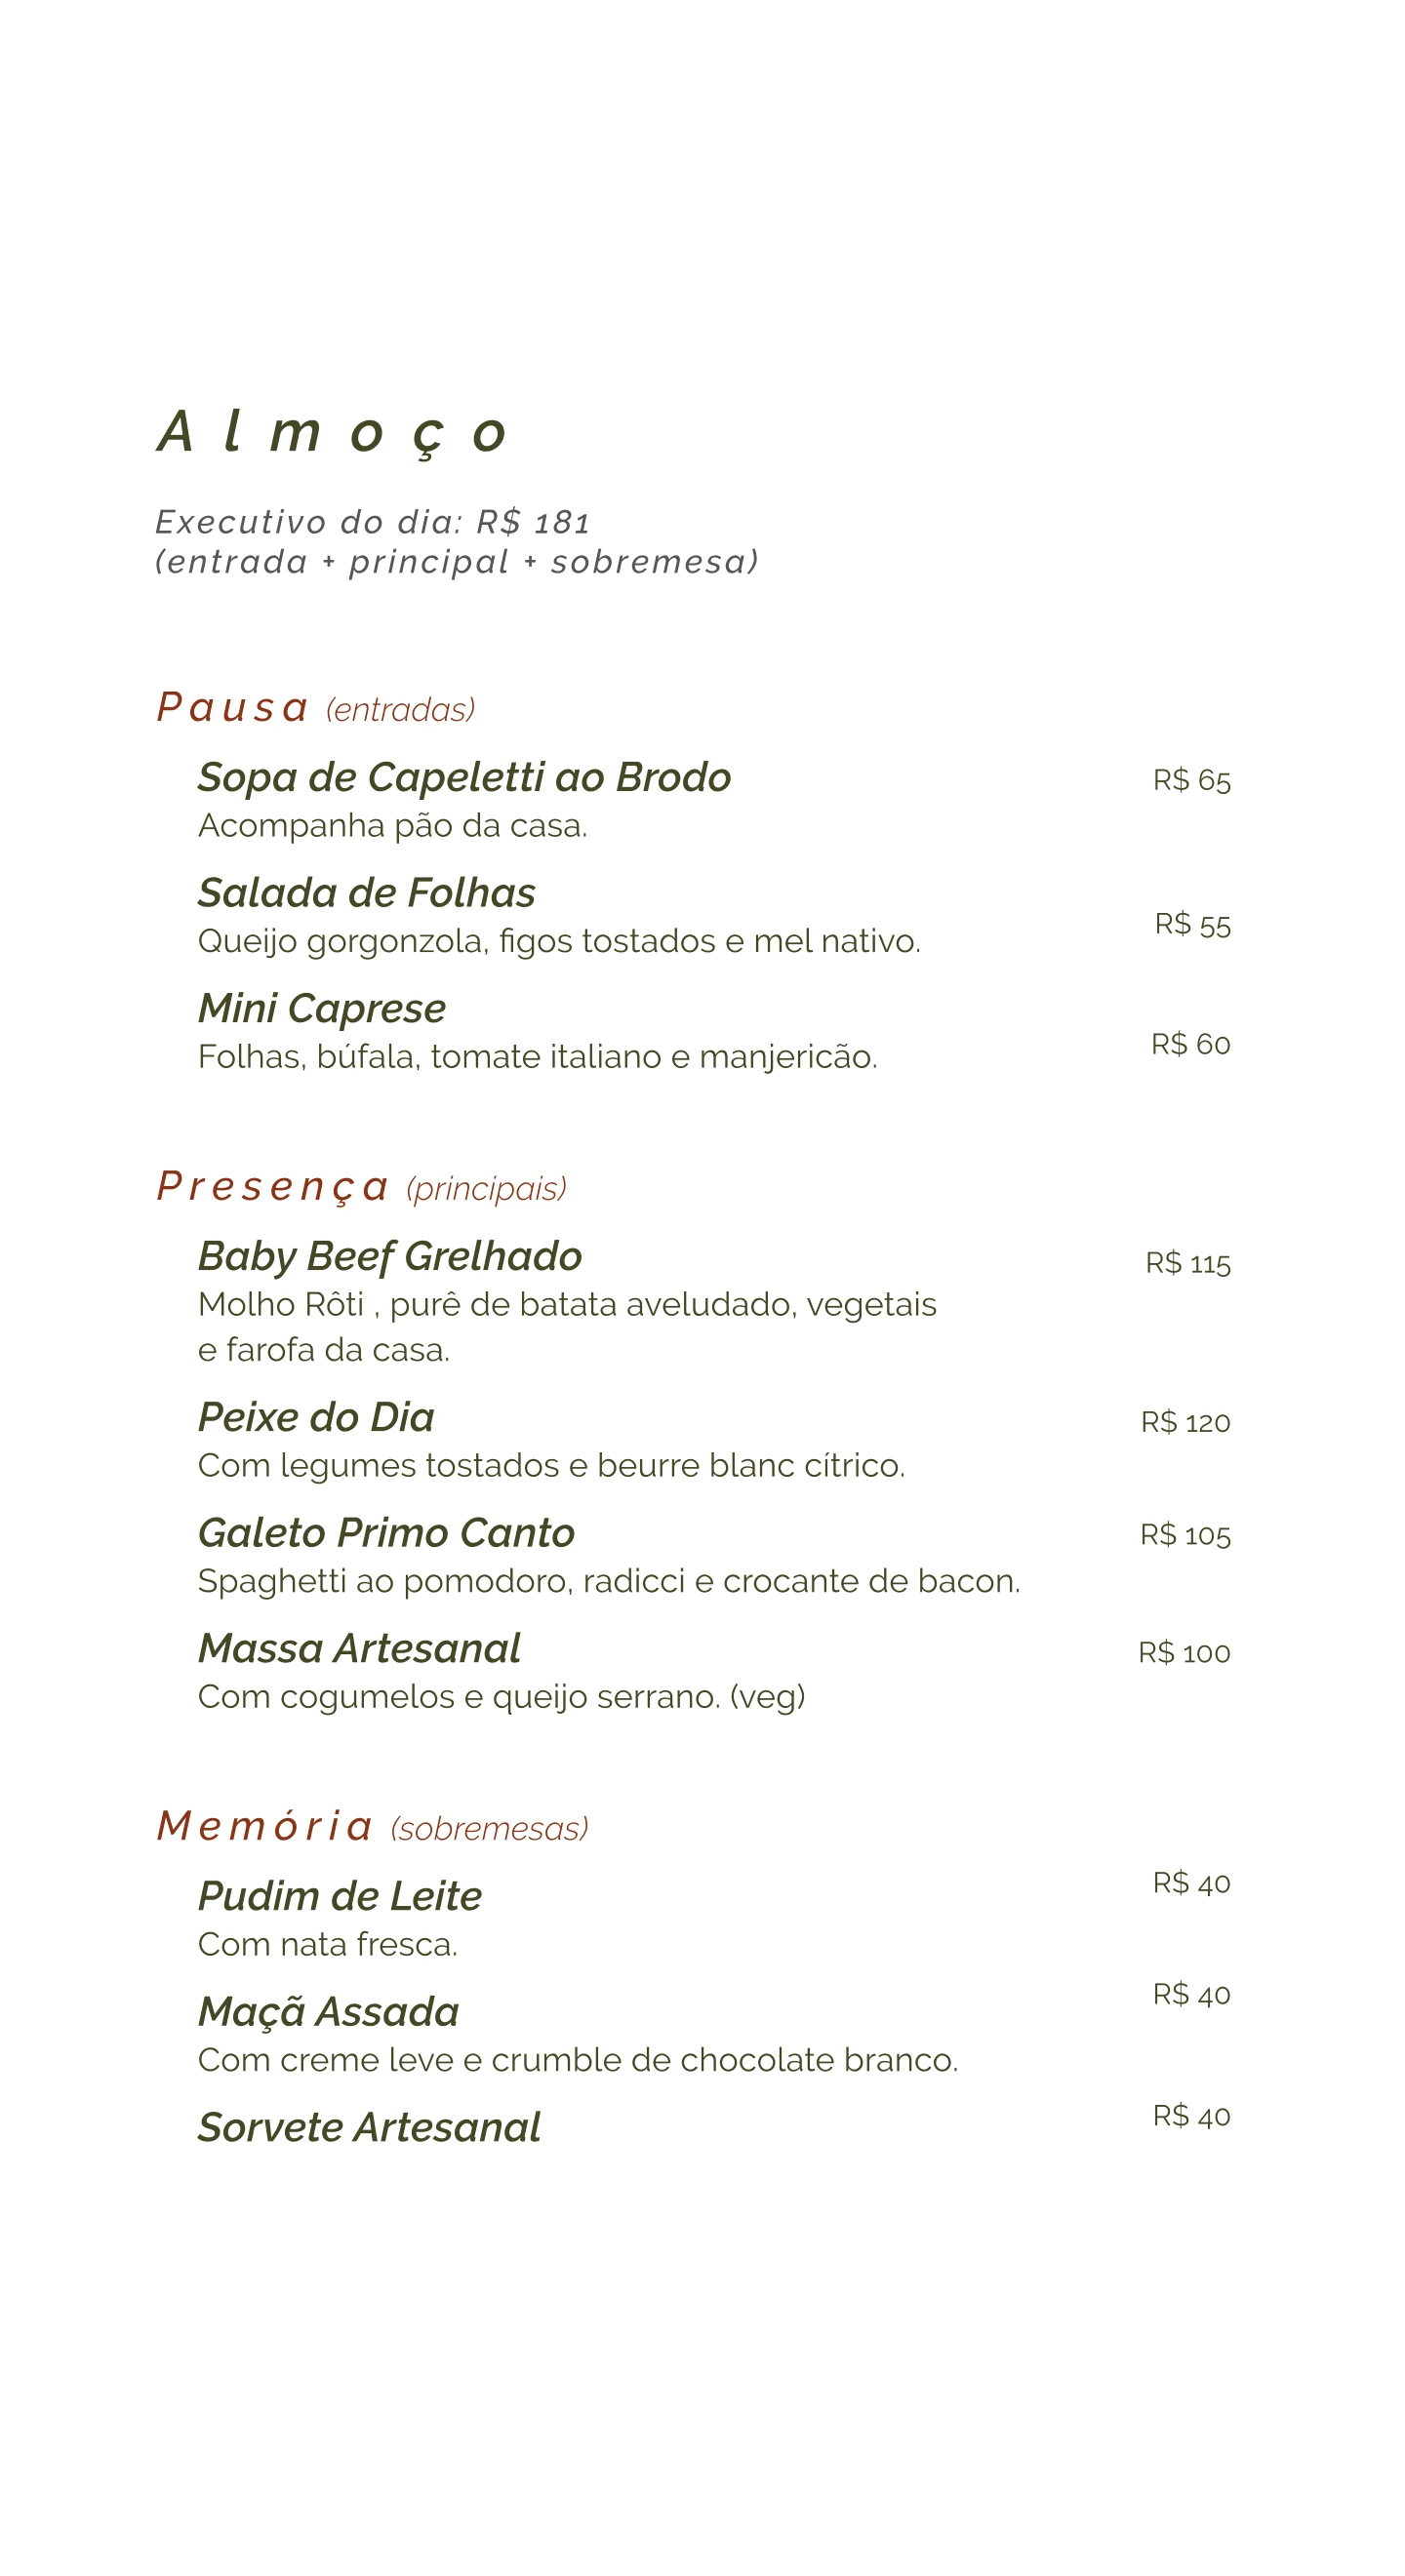 Almoço
Executivo do dia: R$ 181
(entrada + principal + sobremesa)
Pausa (entradas)
Sopa de Capeletti ao Brodo R$ 65
Acompanha pão da casa.
Salada de Folhas
R$ 55
Queijo gorgonzola, figos tostados e mel nativo.
Mini Caprese
R$ 60
Folhas, búfala, tomate italiano e manjericão.
Presença (principais)
Baby Beef Grelhado R$ 115
Molho Rôti , purê de batata aveludado, vegetais
e farofa da casa.
Peixe do Dia R$ 120
Com legumes tostados e beurre blanc cítrico.
Galeto Primo Canto R$ 105
Spaghetti ao pomodoro, radicci e crocante de bacon.
Massa Artesanal R$ 100
Com cogumelos e queijo serrano. (veg)
Memória (sobremesas)
Pudim de Leite R$ 40
Com nata fresca.
Maçã Assada R$ 40
Com creme leve e crumble de chocolate branco.
Sorvete Artesanal R$ 40